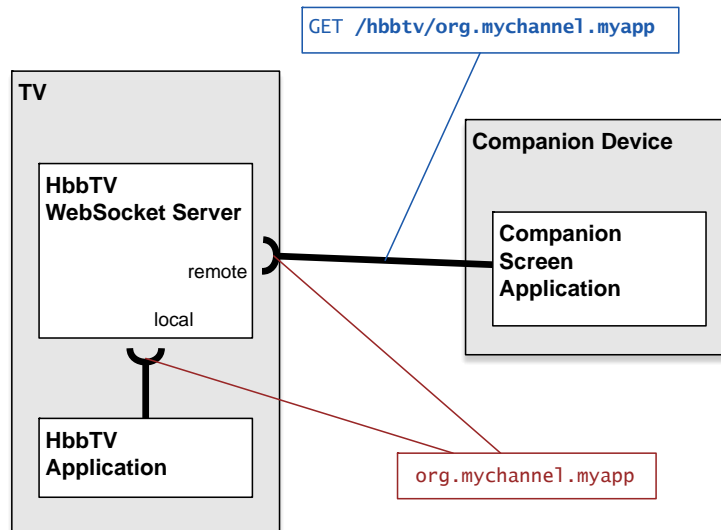 GET /hbbtv/org.mychannel.myapp
TV
Companion Device
HbbTV
WebSocket Server
remote
local
Companion
Screen
Application
HbbTV
Application
org.mychannel.myapp